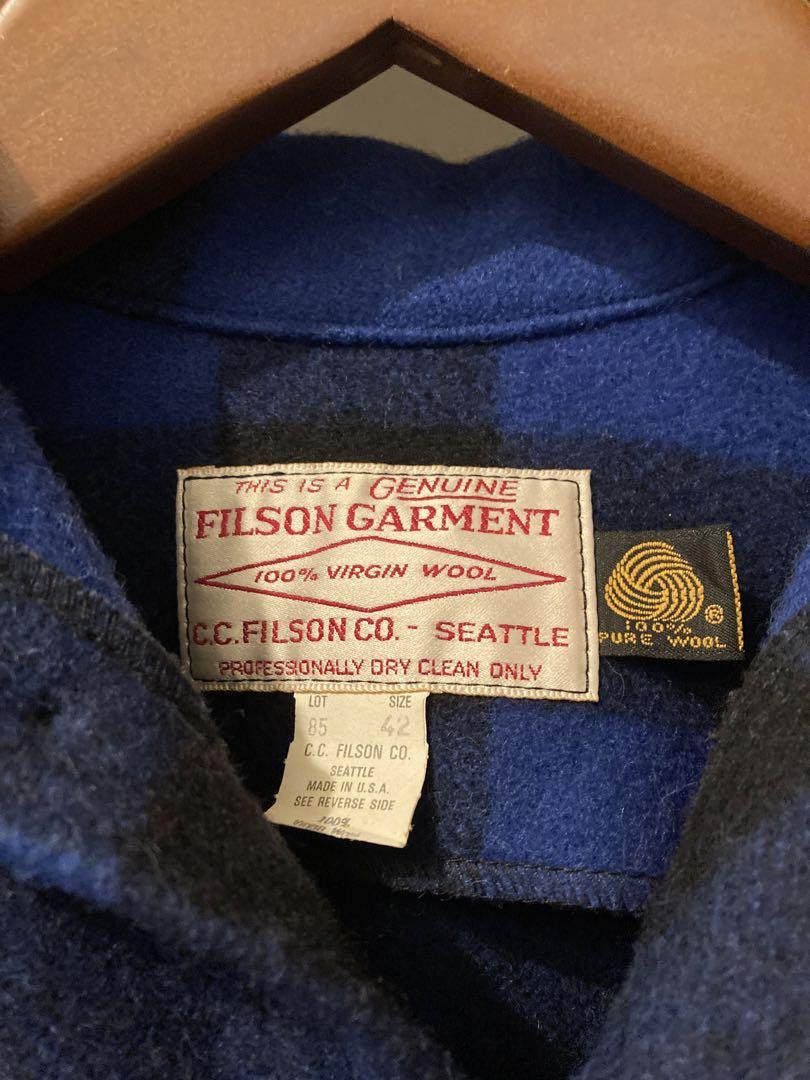 THIS IS A GENUINE
FILSON GARMENT
100% VIRGIN WOOL
C.C.FILSON CO. - SEATTLE
PROFESSIONALLY DRY CLEAN ONLY
®
100%
PURE WOOL
LOT SIZE
85 42
C.C. FILSON CO.
SEATTLE
MADE IN U.S.A.
SEE REVERSE SIDE
100%